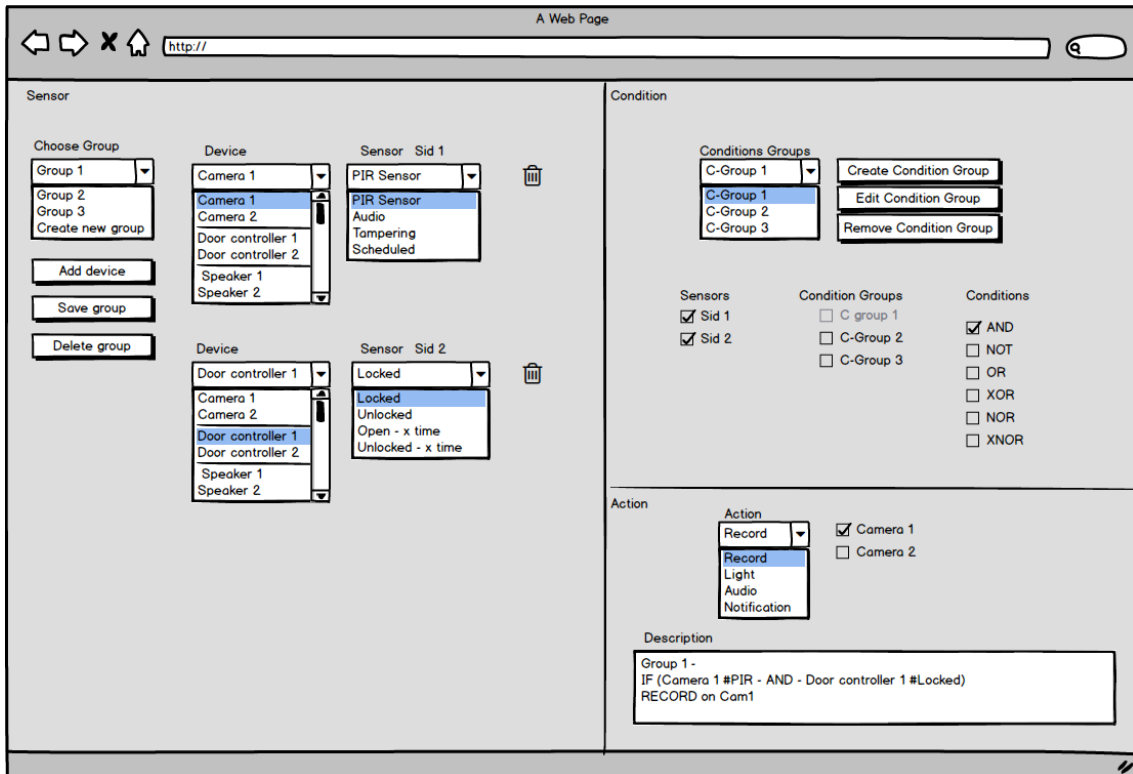 A Web Page
http://
Sensor
Choose Group
Group 1
Group 2
Group 3
Create new group
Add device
Save group
Delete group
Device
Camera 1
Camera 1
Camera 2
Door controller 1
Door controller 2
Speaker 1
Speaker 2
Sensor Sid 1
PIR Sensor
PIR Sensor
Audio
Tampering
Scheduled
Device
Door controller 1
Camera 1
Camera 2
Door controller 1
Door controller 2
Speaker 1
Speaker 2
Sensor Sid 2
Locked
Locked
Unlocked
Open - x time
Unlocked - x time
Condition
Conditions Groups
C-Group 1
C-Group 1
C-Group 2
C-Group 3
Create Condition Group
Edit Condition Group
Remove Condition Group
Sensors
Sid 1
Sid 2
Condition Groups
C group 1
C-Group 2
C-Group 3
Conditions
AND
NOT
OR
XOR
NOR
XNOR
Action
Action
Record
Record
Light
Audio
Notification
Camera 1
Camera 2
Description
Group 1 -
IF (Camera 1 #PIR - AND - Door controller 1 #Locked)
RECORD on Cam1